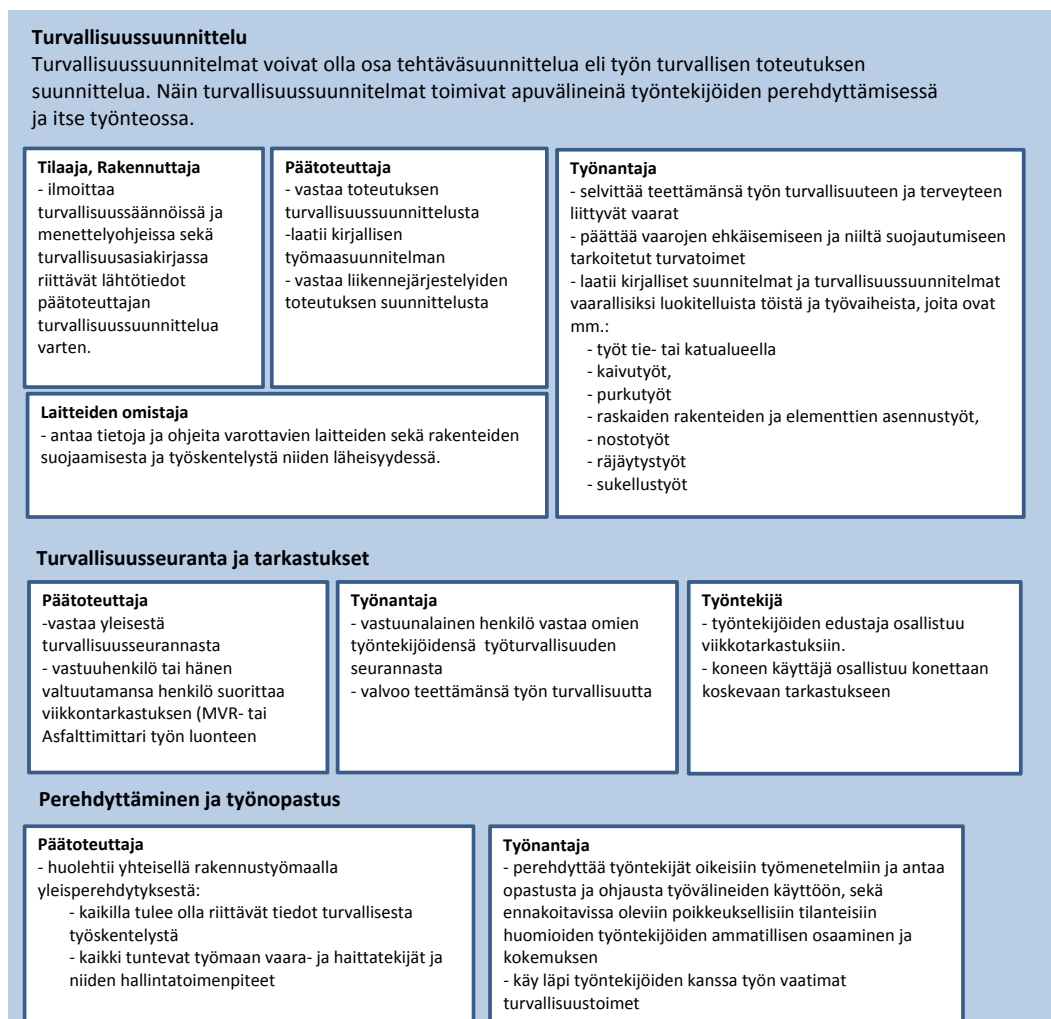 Turvallisuussuunnittelu
Turvallisuussuunnitelmat voivat olla osa tehtäväsuunnittelua eli työn turvallisen toteutuksen
suunnittelua. Näin turvallisuussuunnitelmat toimivat apuvälineinä työntekijöiden perehdyttämisessä
ja itse työnteossa.
Tilaaja, Rakennuttaja
- ilmoittaa
turvallisuussäännöissä ja
menettelyohjeissa sekä
turvallisuusasiakirjassa
riittävät lähtötiedot
päätoteuttajan
turvallisuussuunnittelua
varten.
Päätoteuttaja
- vastaa toteutuksen
turvallisuussuunnittelusta
-laatii kirjallisen
työmaasuunnitelman
- vastaa liikennejärjestelyiden
toteutuksen suunnittelusta
Työnantaja
- selvittää teettämänsä työn turvallisuuteen ja terveyteen
liittyvät vaarat
- päättää vaarojen ehkäisemiseen ja niiltä suojautumiseen
tarkoitetut turvatoimet
- laatii kirjalliset suunnitelmat ja turvallisuussuunnitelmat
vaarallisiksi luokitelluista töistä ja työvaiheista, joita ovat
mm.:
- työt tie- tai katualueella
- kaivutyöt,
- purkutyöt
- raskaiden rakenteiden ja elementtien asennustyöt,
- nostotyöt
- räjäytystyöt
- sukellustyöt
Laitteiden omistaja
- antaa tietoja ja ohjeita varottavien laitteiden sekä rakenteiden
suojaamisesta ja työskentelystä niiden läheisyydessä.
Turvallisuusseuranta ja tarkastukset
Päätoteuttaja
-vastaa yleisestä
turvallisuusseurannasta
- vastuuhenkilö tai hänen
valtuutamansa henkilö suorittaa
viikkontarkastuksen (MVR- tai
Asfalttimittari työn luonteen
Työnantaja
- vastuunalainen henkilö vastaa omien
työntekijöidensä  työturvallisuuden
seurannasta
- valvoo teettämänsä työn turvallisuutta
Työntekijä
- työntekijöiden edustaja osallistuu
viikkotarkastuksiin.
- koneen käyttäjä osallistuu konettaan
koskevaan tarkastukseen
Perehdyttäminen ja työnopastus
Päätoteuttaja
- huolehtii yhteisellä rakennustyömaalla
yleisperehdytyksestä:
- kaikilla tulee olla riittävät tiedot turvallisesta
työskentelystä
- kaikki tuntevat työmaan vaara- ja haittatekijät ja
niiden hallintatoimenpiteet
Työnantaja
- perehdyttää työntekijät oikeisiin työmenetelmiin ja antaa
opastusta ja ohjausta työvälineiden käyttöön, sekä
ennakoitavissa oleviin poikkeuksellisiin tilanteisiin
huomioiden työntekijöiden ammatillisen osaaminen ja
kokemuksen
- käy läpi työntekijöiden kanssa työn vaatimat
turvallisuustoimet